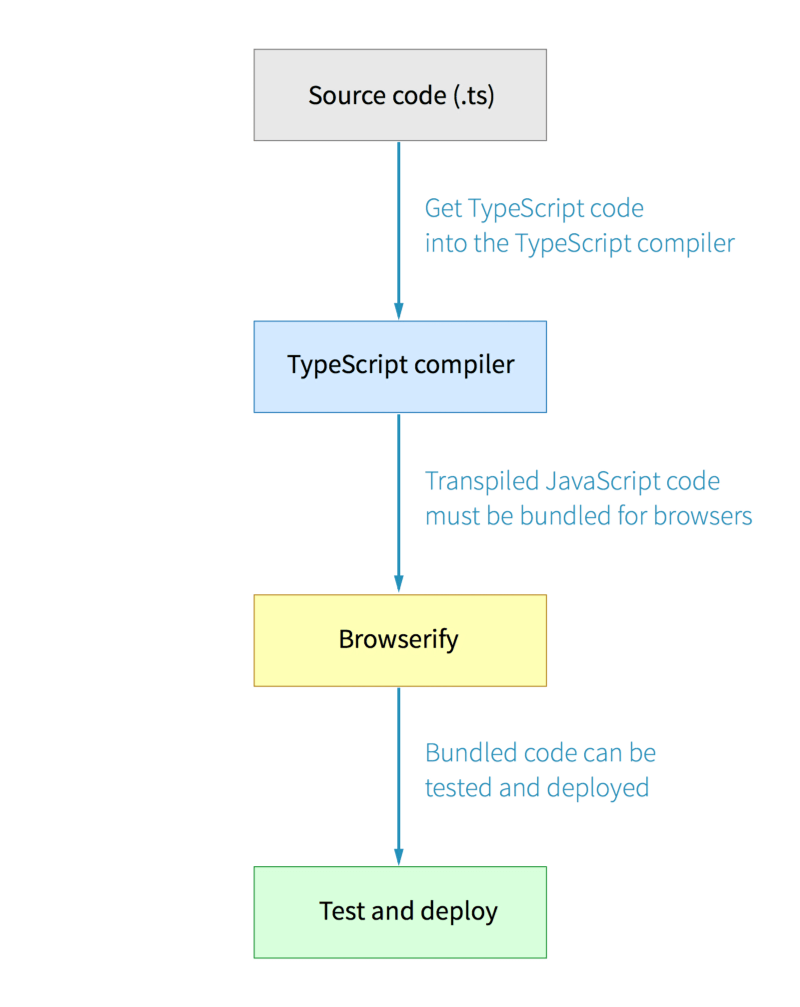 Source code (.ts)
Get TypeScript code
into the TypeScript compiler
TypeScript compiler
Transpiled JavaScript code
must be bundled for browsers
Browserify
Bundled code can be
tested and deployed
Test and deploy